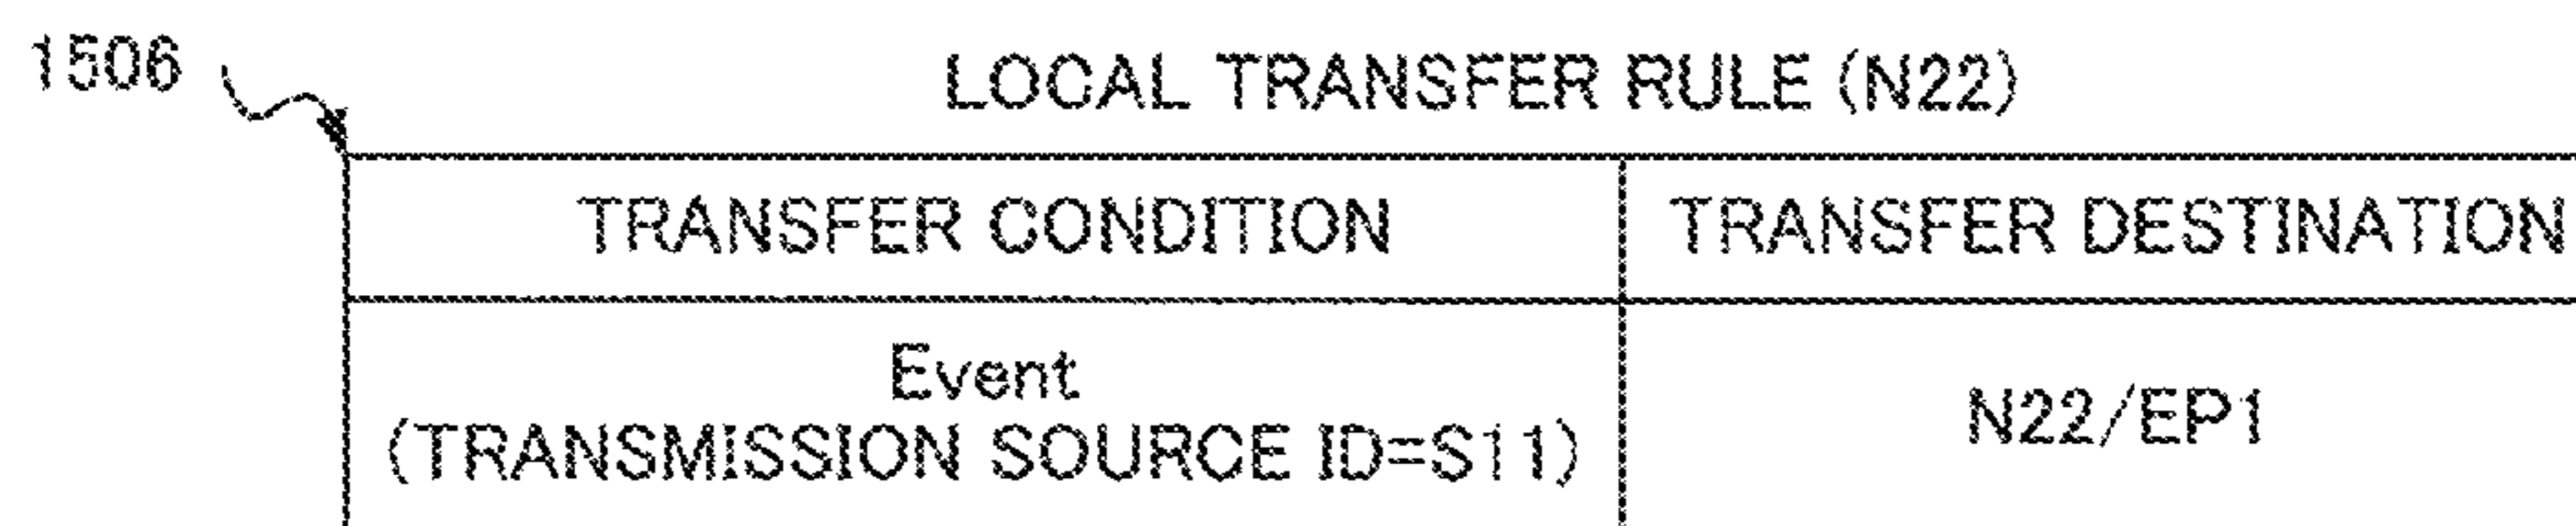 1506
LOCAL TRANSFER RULE (N22)
TRANSFER CONDITION
TRANSFER DESTINATION
Event
(TRANSMISSION SOURCE ID=S11)
N22/EP1